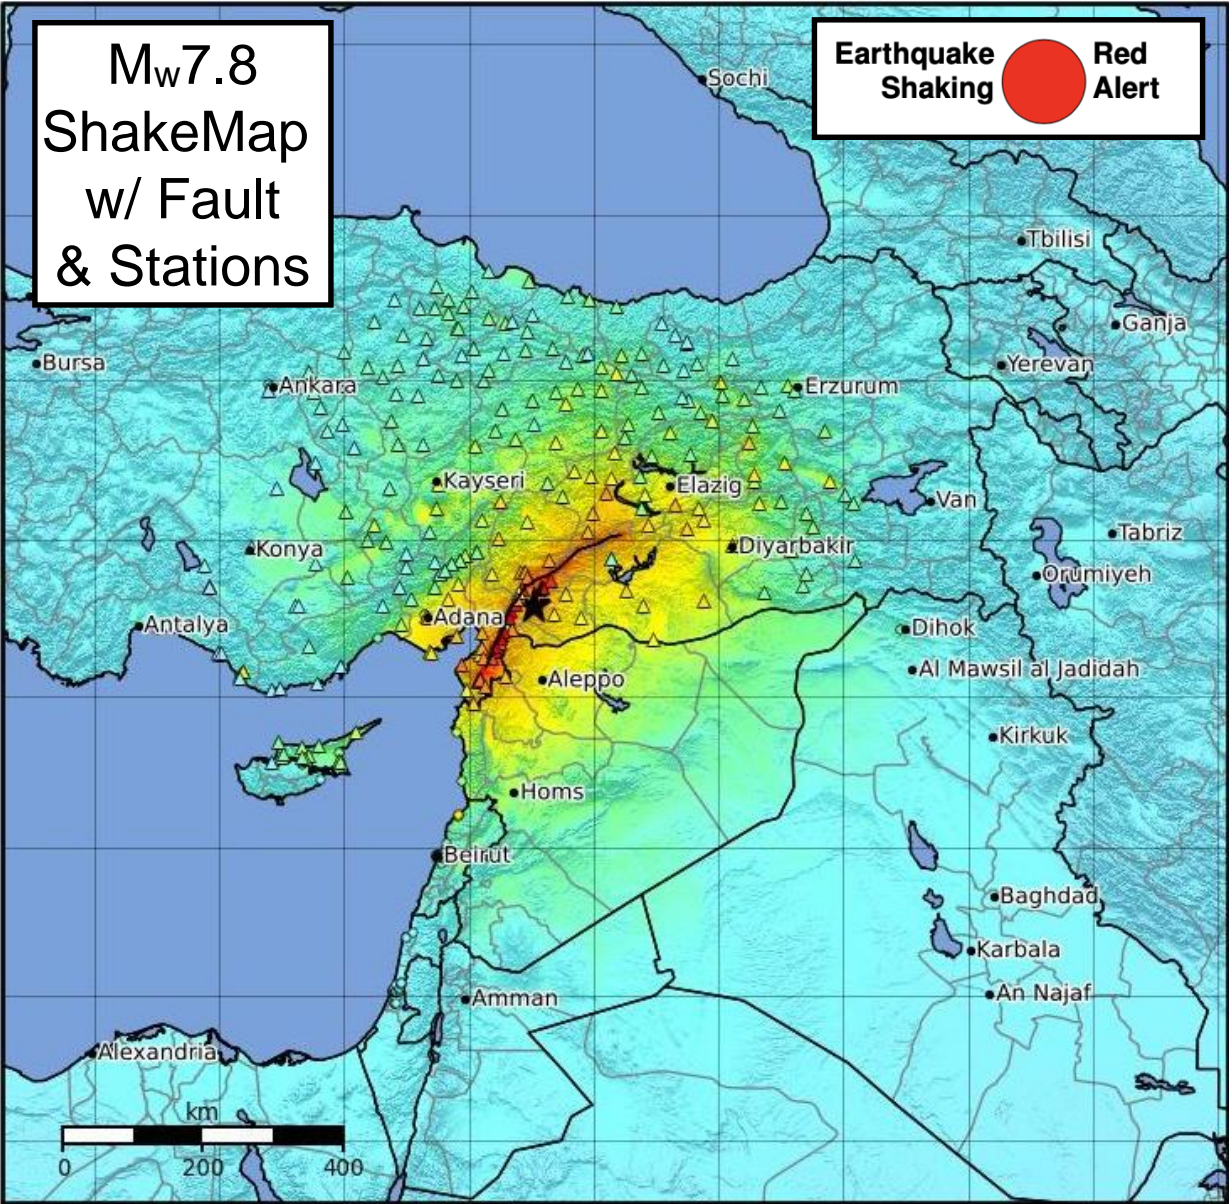 Mw7.8
ShakeMap
w/ Fault
& Stations
Earthquake
Shaking
Red
Alert
Sochi
Tbilisi
Ganja
Bursa
Yerevan
Ankara
Erzurum
Kayseri
Elazig
Van
Tabriz
Konya
Diyarbakir
Orumiyeh
Antalya
Adana
Dihok
Al Mawsil al Jadidah
Aleppo
Kirkuk
Homs
Beirut
Baghdad
Karbala
An Najaf
Amman
Alexandria
km
0 200 400